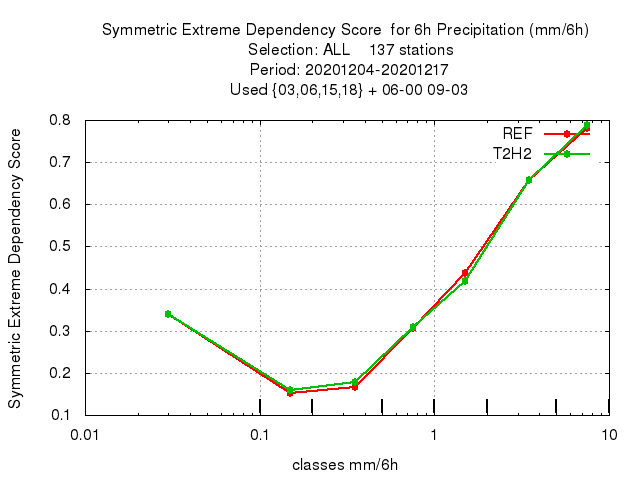 Symmetric Extreme Dependency Score for 6h Precipitation (mm/6h)
Selection: ALL 137 stations
Period: 20201204-20201217
Used {03,06,15,18} + 06-00 09-03
Symmetric Extreme Dependency Score
0.8
0.7
0.6
0.5
0.4
0.3
0.2
0.1
REF
T2H2
0.01
0.1
1
10
classes mm/6h